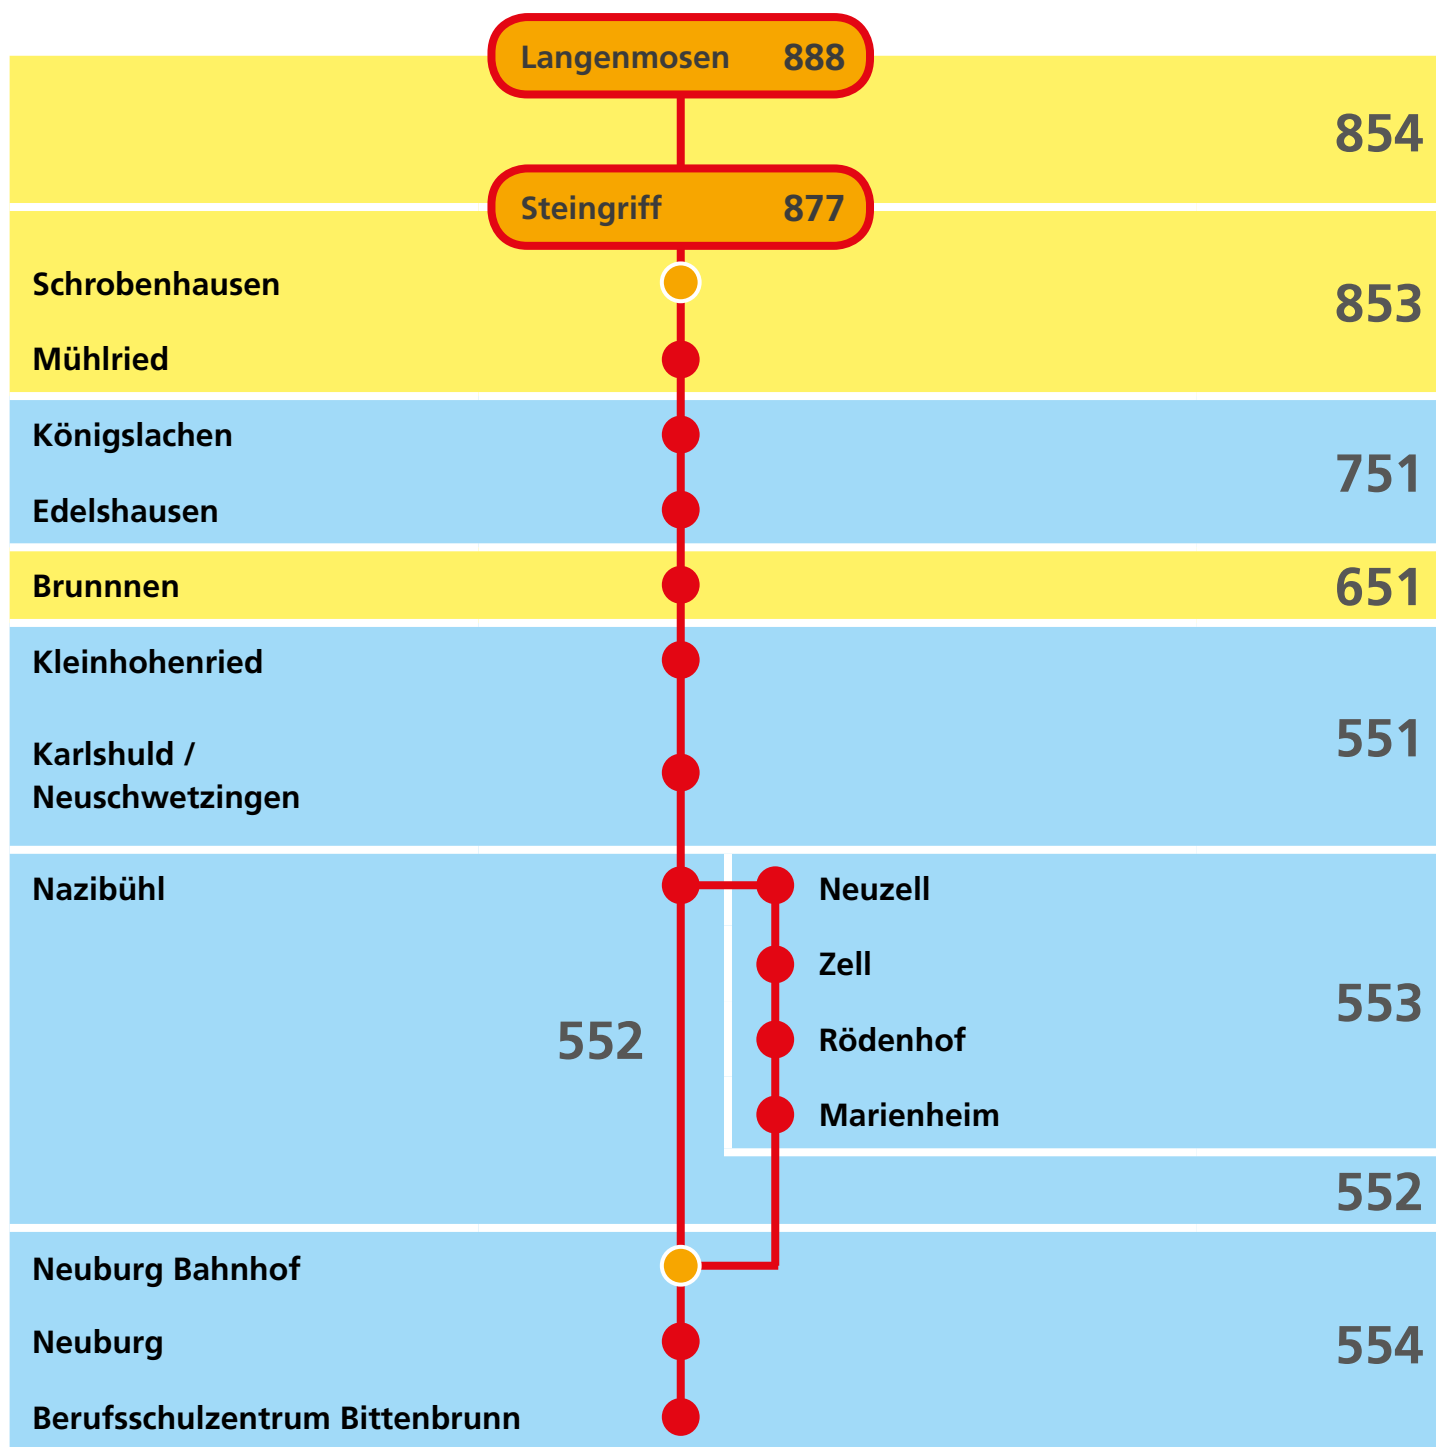 Langenmosen 888
854
Steingriff 877
Schrobenhausen
853
Mühlried
Königslachen
751
Edelshausen
Brunnnen
651
Kleinhohenried
551
Karlshuld /
Neuschwetzingen
Nazibühl
Neuzell
Zell
553
552
Rödenhof
Marienheim
552
Neuburg Bahnhof
Neuburg
554
Berufsschulzentrum Bittenbrunn